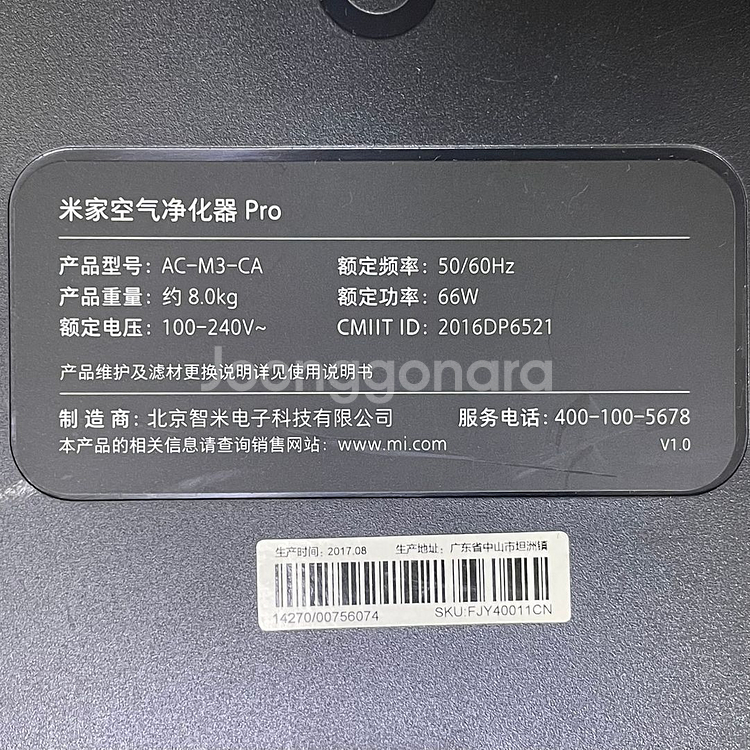 米家空气净化器 Pro
产品型号: AC-M3-CA 额定频率: 50/60Hz
产品重量: 约 8.0kg 额定功率: 66W
额定电压: 100-240V~ CMIIT ID: 2016DP6521
产品维护及滤材更换说明详见使用说明书
Joonggonara
制造商: 北京智米电子科技有限公司 服务电话: 400-100-5678
本产品的相关信息请查询销售网站: www.mi.com V1.0
生产时间: 2017.08 生产地址: 广东省中山市坦洲镇
14270/00756074 SKU:FJY40011CN